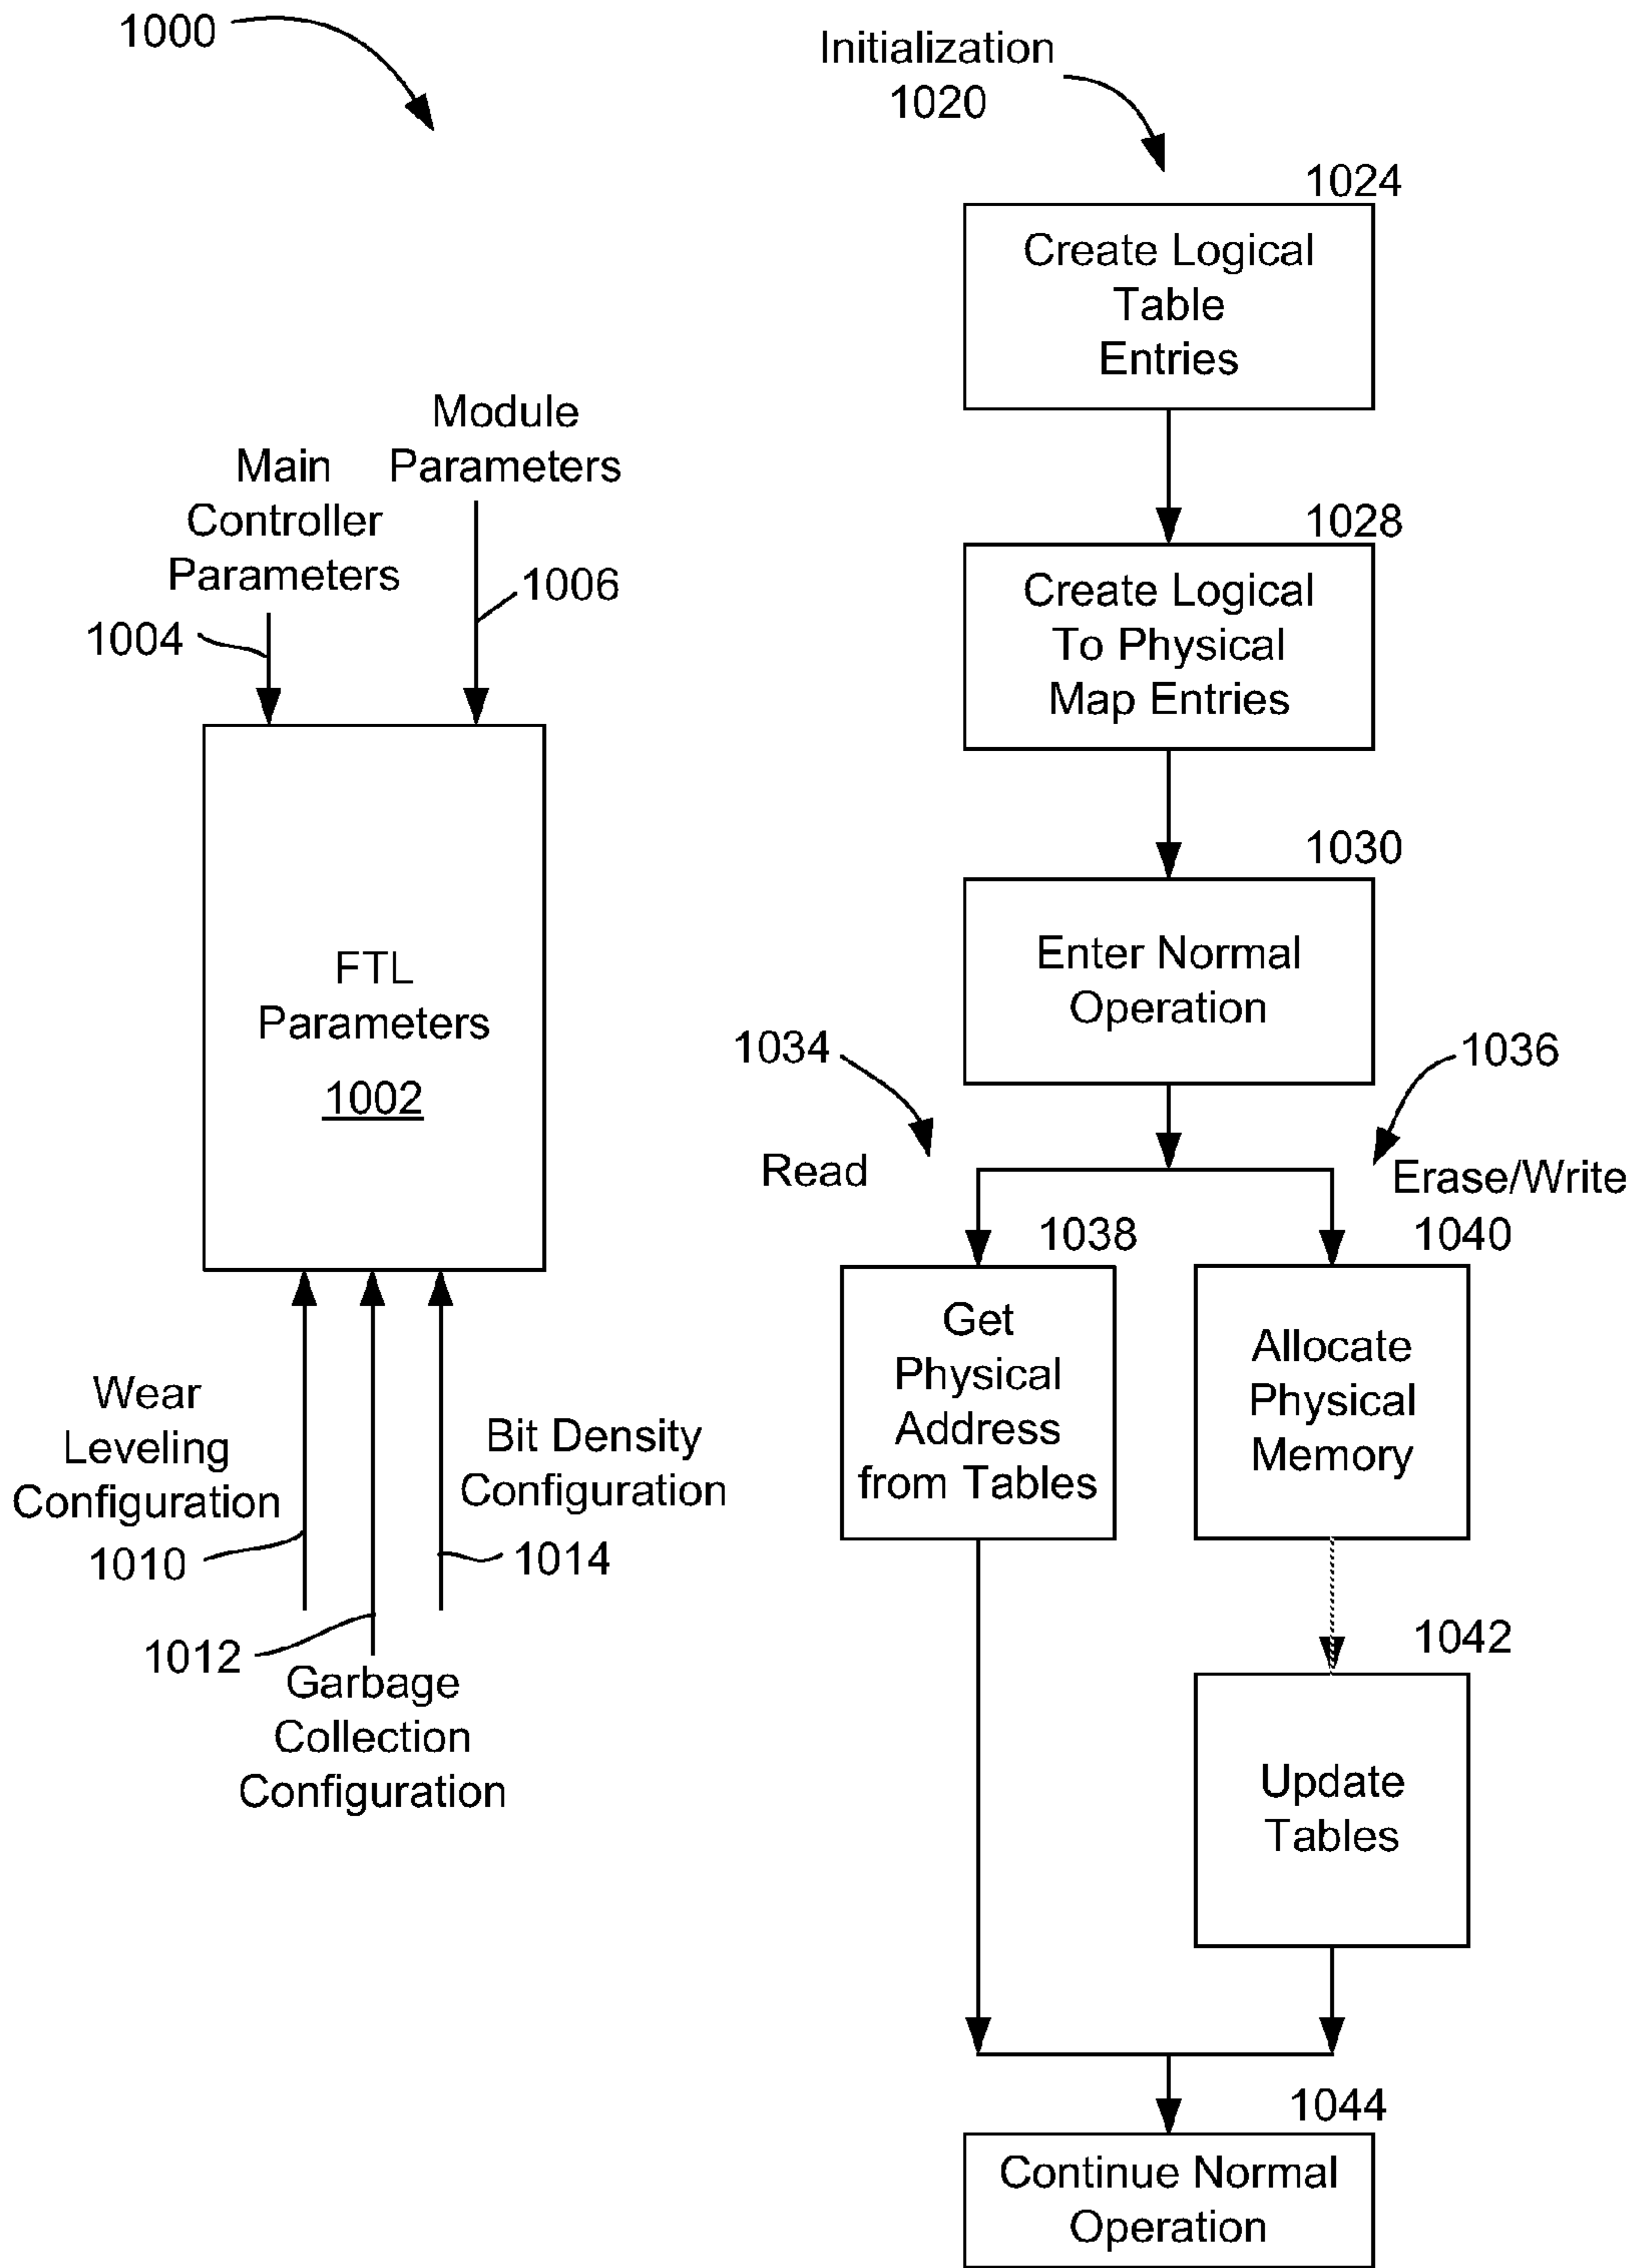 1000
Initialization
1020
1024
Create Logical
Table
Entries
Module
Parameters
Main
Controller
Parameters
1004
1006
1028
Create Logical
To Physical
Map Entries
FTL
Parameters
1002
1030
Enter Normal
Operation
1034
1036
Read
Erase/Write
1038
1040
Get
Physical
Address
from Tables
Allocate
Physical
Memory
Wear
Leveling
Configuration
1010
Bit Density
Configuration
1014
1012
Garbage
Collection
Configuration
1042
Update
Tables
1044
Continue Normal
Operation